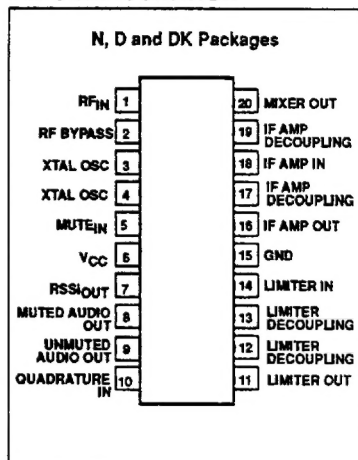 N, D and DK Packages
RFIN 1
RF BYPASS 2
XTAL OSC 3
XTAL OSC 4
MUTEIN 5
VCC 6
RSSIOUT 7
MUTED AUDIO
OUT 8
UNMUTED
AUDIO OUT 9
QUADRATURE
IN 10
20 MIXER OUT
19 IF AMP
DECOUPLING
18 IF AMP IN
17 IF AMP
DECOUPLING
16 IF AMP OUT
15 GND
14 LIMITER IN
13 LIMITER
DECOUPLING
12 LIMITER
DECOUPLING
11 LIMITER OUT